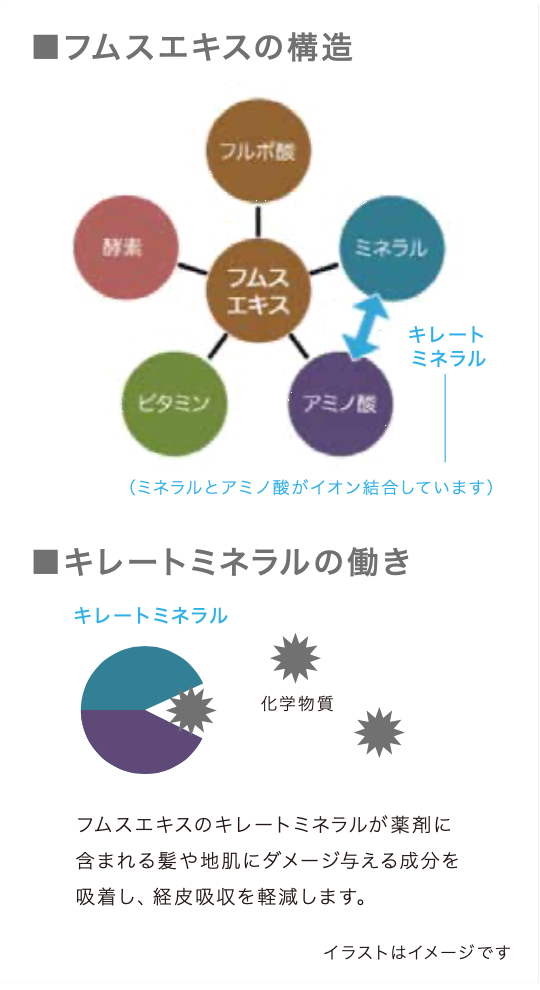 ■フムスエキスの構造
フルボ酸
酵素
ミネラル
フムス
エキス
キレート
ミネラル
ビタミン
アミノ酸
（ミネラルとアミノ酸がイオン結合しています）
■キレートミネラルの働き
キレートミネラル
化学物質
フムスエキスのキレートミネラルが薬剤に
含まれる髪や地肌にダメージ与える成分を
吸着し、経皮吸収を軽減します。
イラストはイメージです